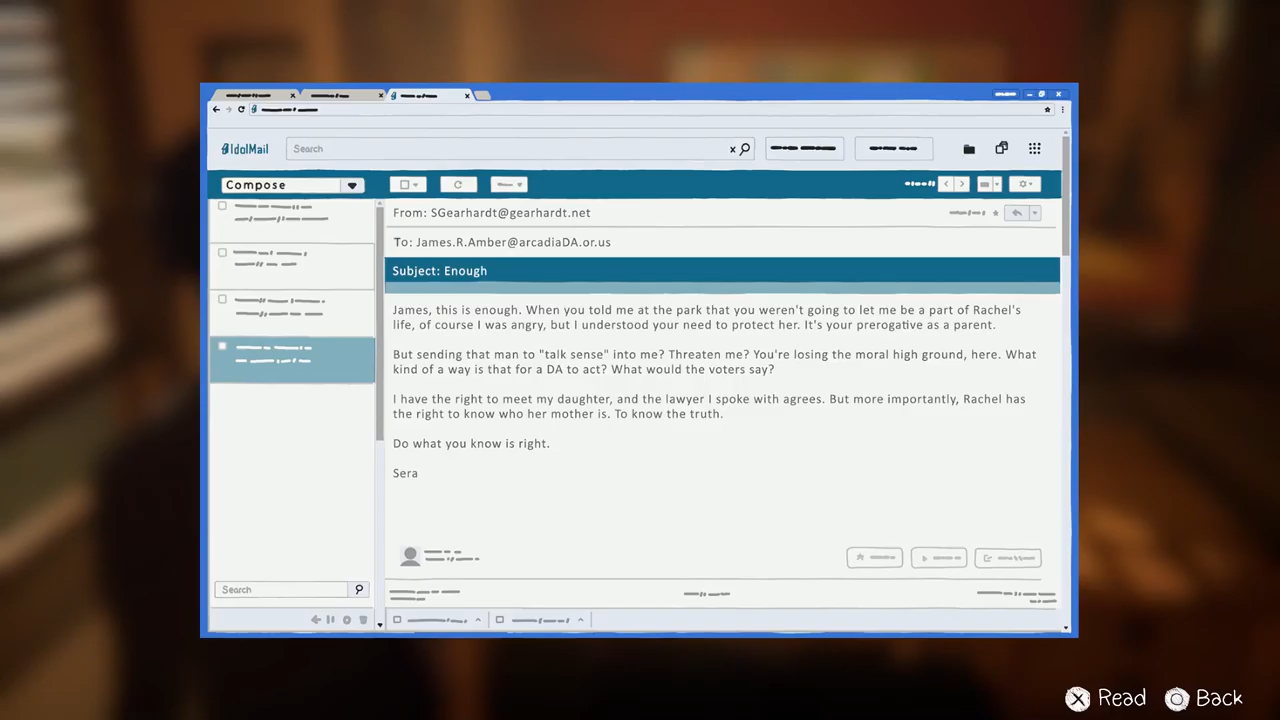 IdolMail
Search
Compose
From: SGearhardt@gearhardt.net
To: James.R.Amber@arcadiaDA.or.us
Subject: Enough
James, this is enough. When you told me at the park that you weren't going to let me be a part of Rachel's
life, of course I was angry, but I understood your need to protect her. It's your prerogative as a parent.
But sending that man to "talk sense" into me? Threaten me? You're losing the moral high ground, here. What
kind of a way is that for a DA to act? What would the voters say?
I have the right to meet my daughter, and the lawyer I spoke with agrees. But more importantly, Rachel has
the right to know who her mother is. To know the truth.
Do what you know is right.
Sera
Search
Read
Back